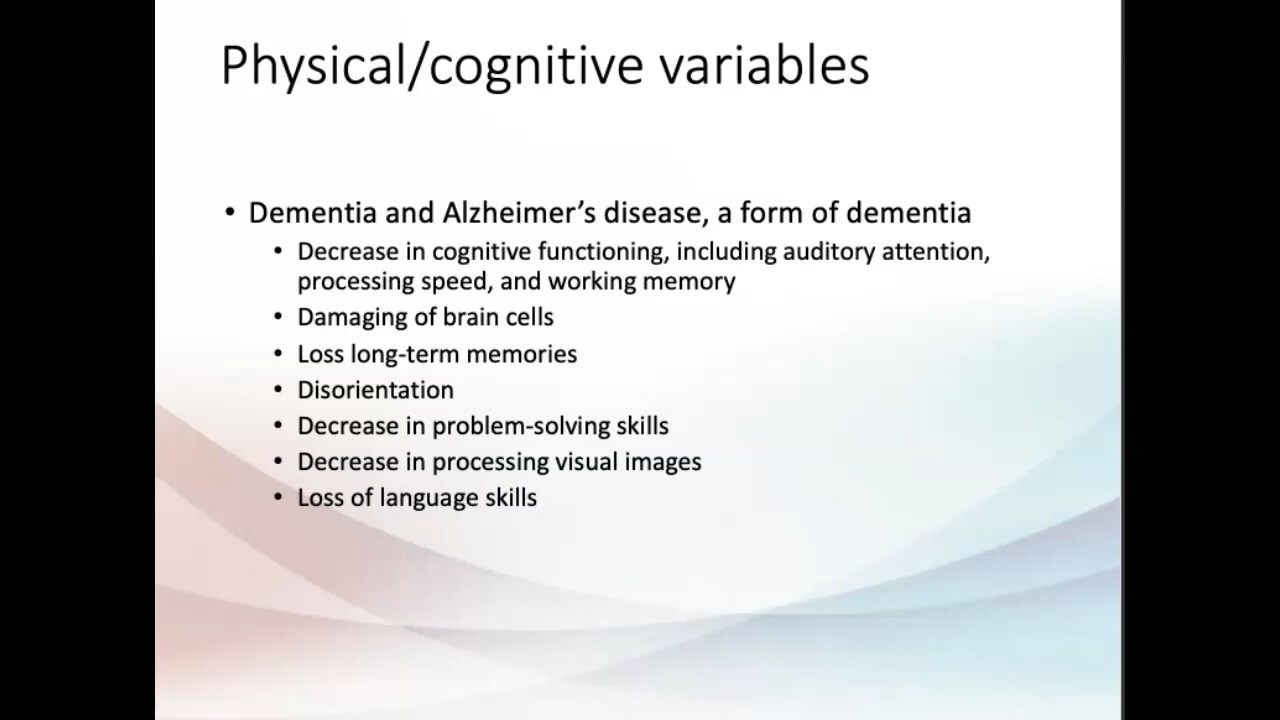 Physical/cognitive variables
• Dementia and Alzheimer’s disease, a form of dementia
• Decrease in cognitive functioning, including auditory attention,
processing speed, and working memory
• Damaging of brain cells
• Loss long-term memories
• Disorientation
• Decrease in problem-solving skills
• Decrease in processing visual images
• Loss of language skills